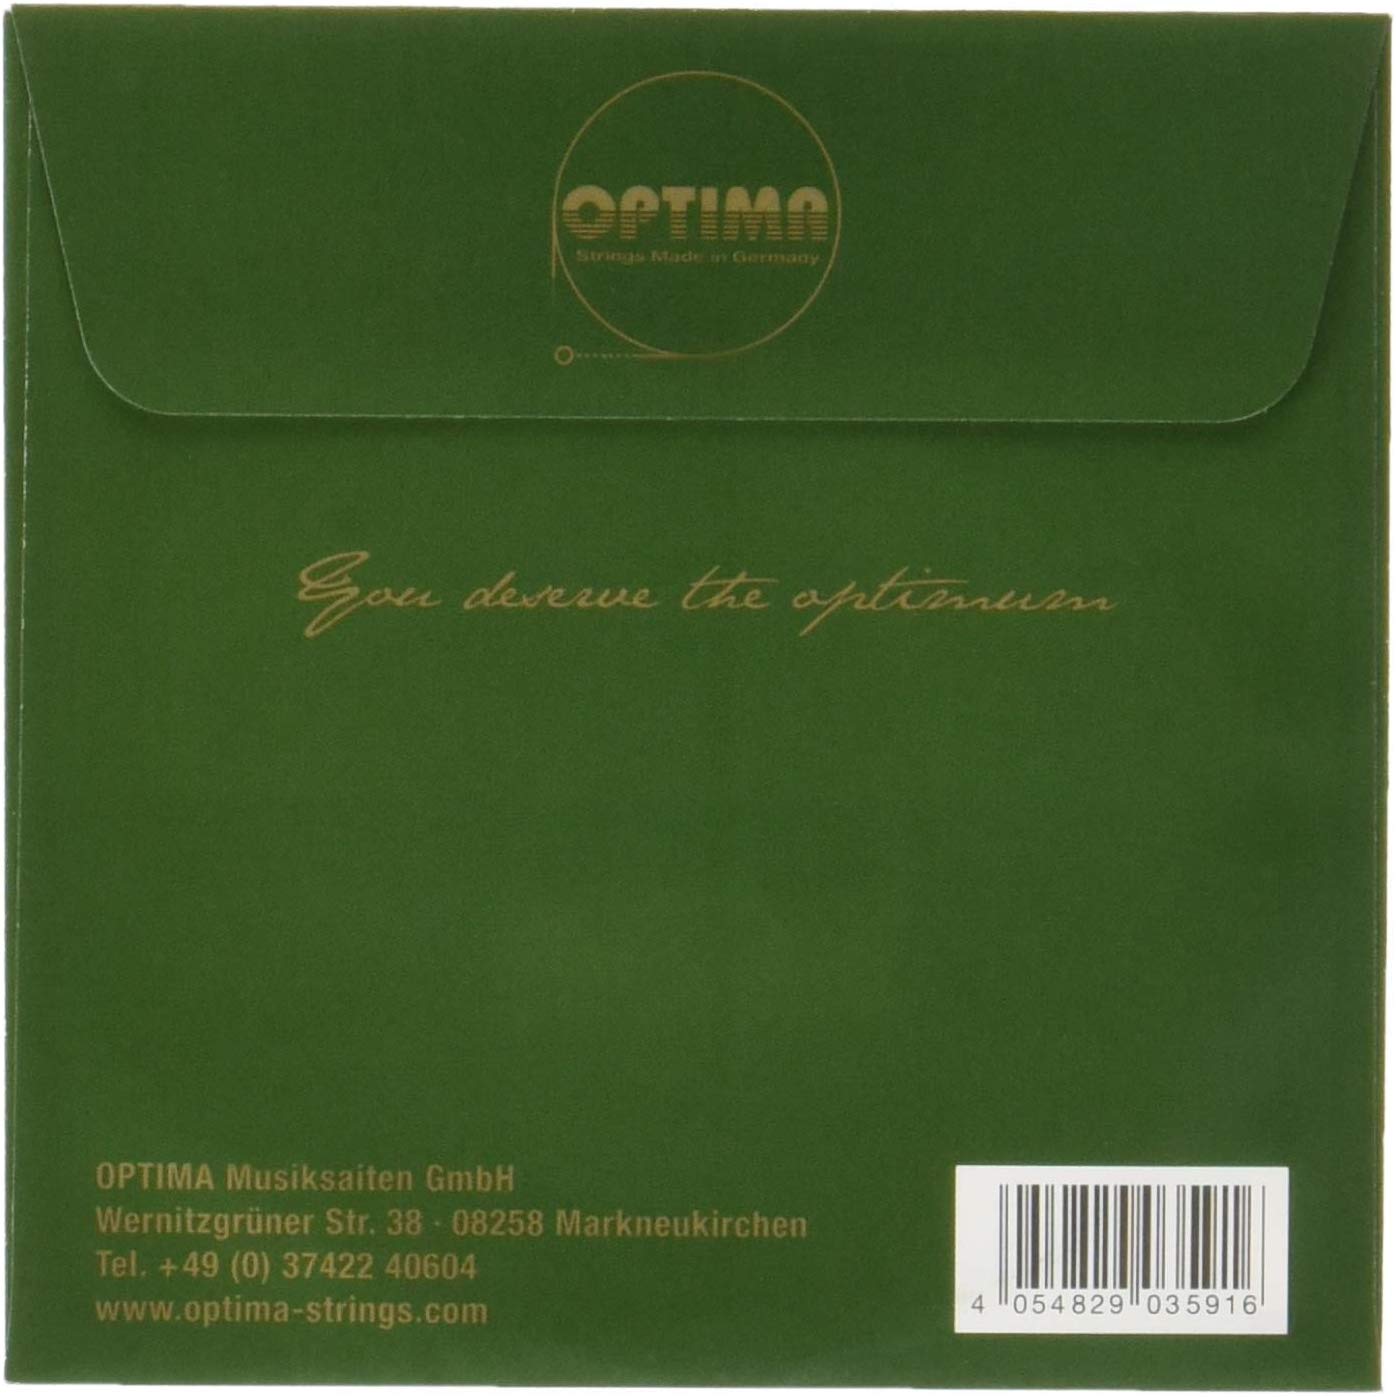 OPTIMA
Strings Made in Germany
You deserve the optimum
OPTIMA Musiksaiten GmbH
Wernitzgrüner Str. 38 · 08258 Markneukirchen
Tel. +49 (0) 37422 40604
www.optima-strings.com
4 054829 035916